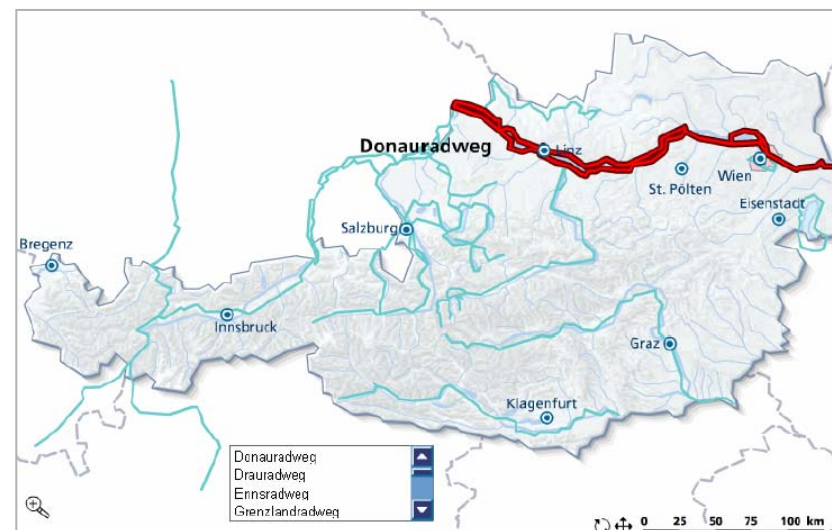 Donauradweg
Linz
Wien
St. Pölten
Eisenstadt
Salzburg
Bregenz
Innsbruck
Graz
Klagenfurt
Donauradweg
Drauradweg
Ennsradweg
Grenzlandradweg
0 25 50 75 100 km